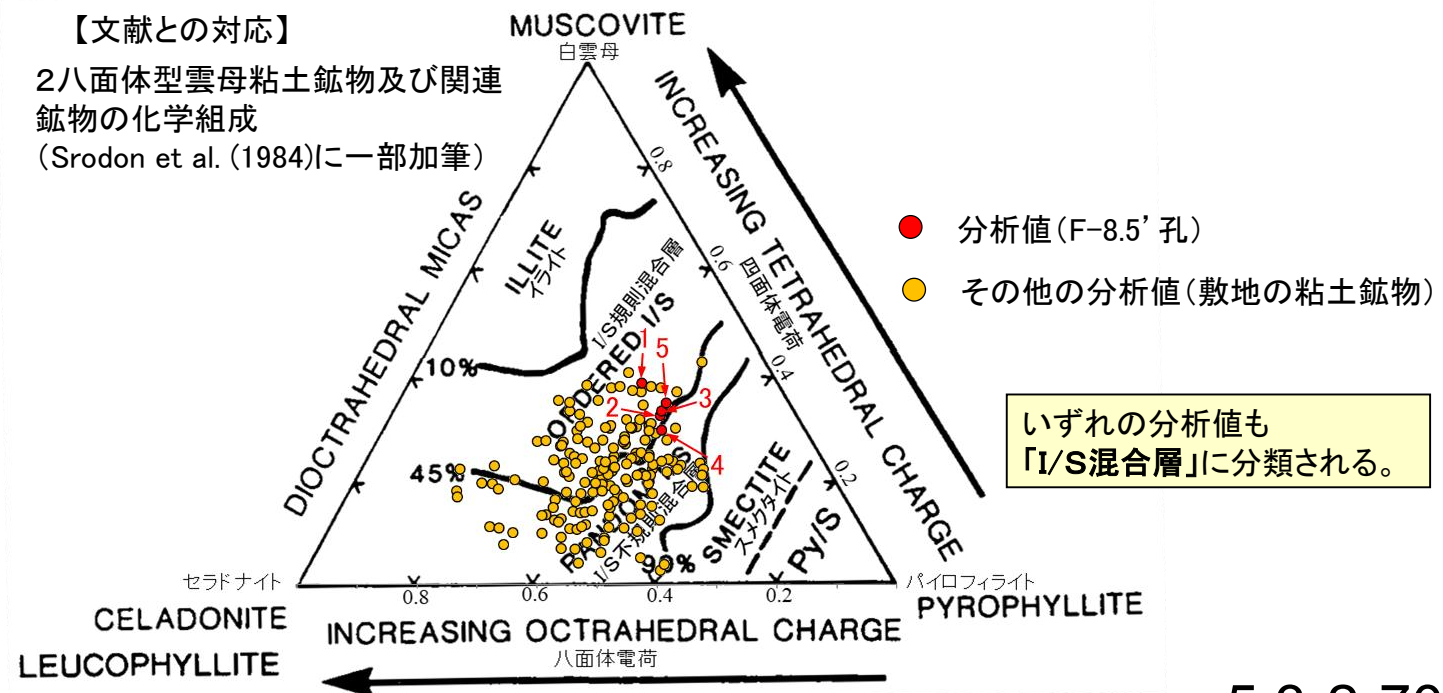 【文献との対応】
2八面体型雲母粘土鉱物及び関連
鉱物の化学組成
(Srodon et al. (1984)に一部加筆)
MUSCOVITE
白雲母
INCREASING TETRAHEDRAL CHARGE
四面体電荷
0.8
0.6
0.4
0.2
DIOCTRAHEDRAL MICAS
ILLITE
イライト
I/S規則混合層
ORDERED I/S
10%
45%
90%
1
5
2
3
4
I/S不規則混合層
SMECTITE
スメクタイト
Py/S
分析値(F-8.5’孔)
その他の分析値(敷地の粘土鉱物)
いずれの分析値も
「I/S混合層」に分類される。
セラドナイト
CELADONITE
LEUCOPHYLLITE
0.8
0.6
0.4
0.2
パイロフィライト
PYROPHYLLITE
INCREASING OCTRAHEDRAL CHARGE
八面体電荷